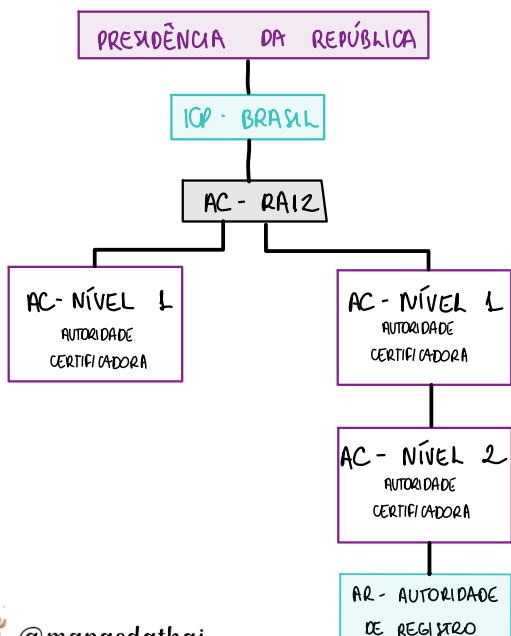 PRESIDÊNCIA DA REPÚBLICA
ICP - BRASIL
AC - RAIZ
AC - NÍVEL 1
AUTORIDADE
CERTIFICADORA
AC - NÍVEL 1
AUTORIDADE
CERTIFICADORA
AC - NÍVEL 2
AUTORIDADE
CERTIFICADORA
AR - AUTORIDADE
DE REGISTRO